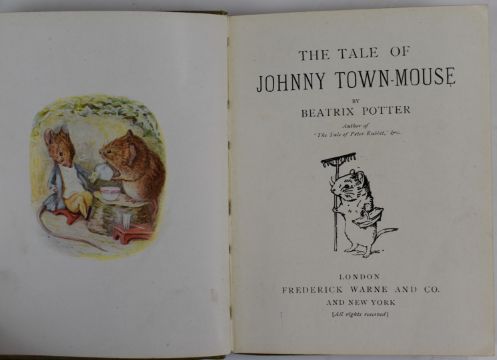 THE TALE OF
JOHNNY TOWN-MOUSE
BY
BEATRIX POTTER
Author of
'The Tale of Peter Rabbit,' &c.
LONDON
FREDERICK WARNE AND CO.
AND NEW YORK
[All rights reserved]